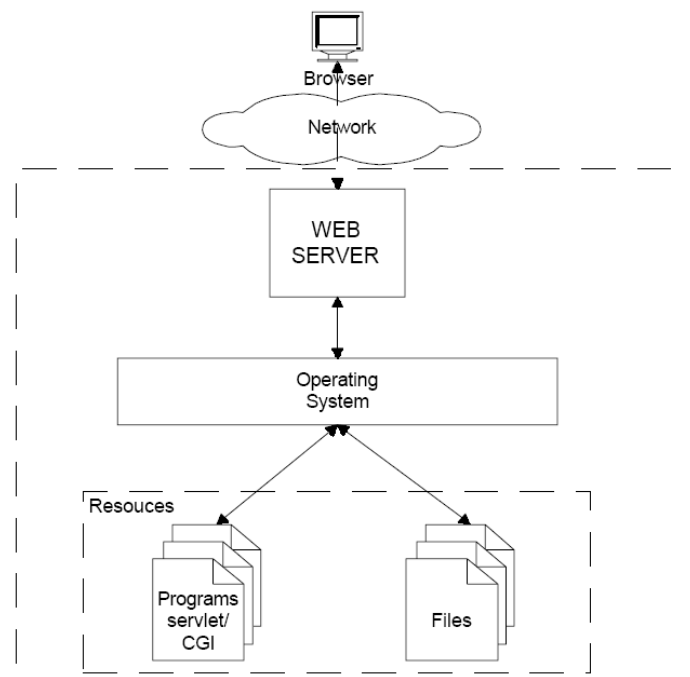 Browser
Network
WEB
SERVER
Operating
System
Resouces
Programs
servlet/
CGI
Files